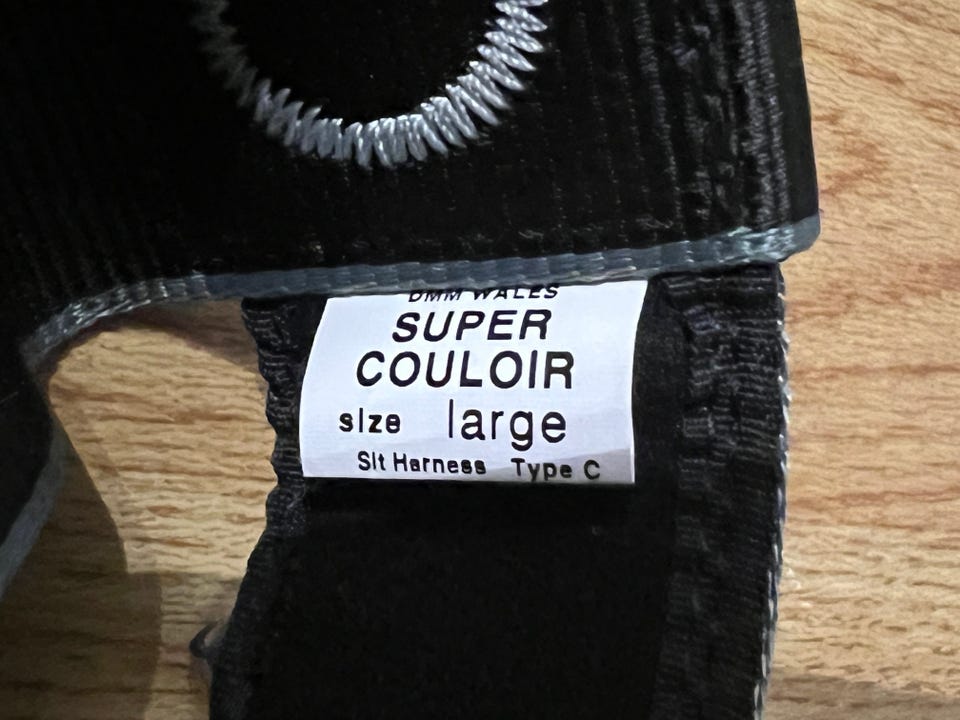 DMM WALES
SUPER
COULOIR
size large
Sit Harness Type C